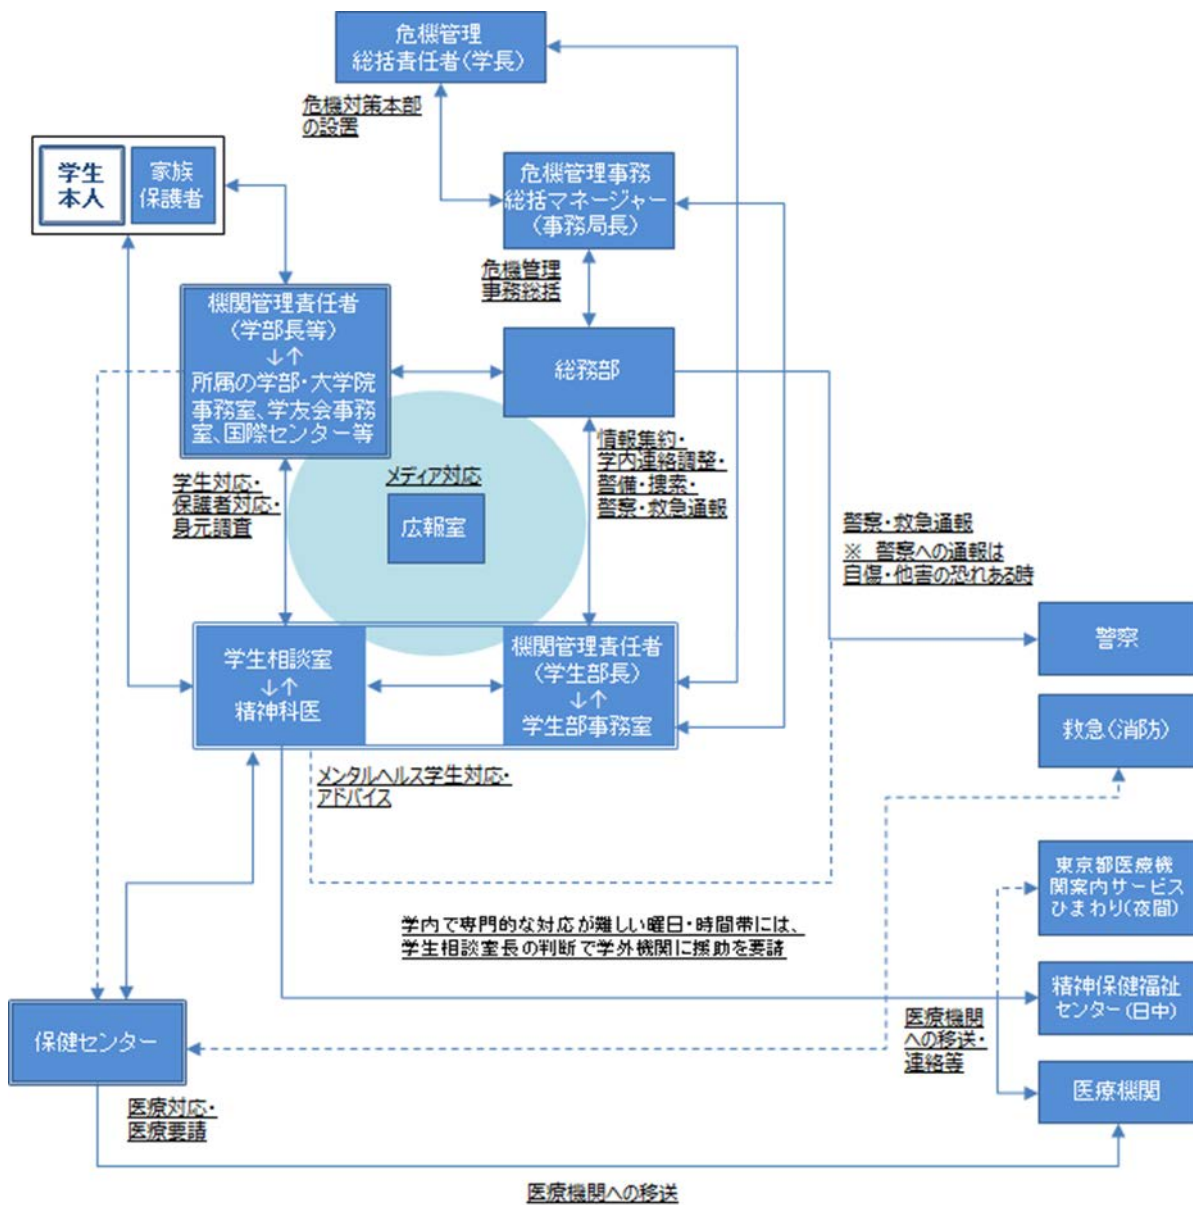 危機管理
総括責任者(学長)
危機対策本部
の設置
学生
本人
家族
保護者
危機管理事務
総括マネージャー
(事務局長)
危機管理
事務総括
機関管理責任者
(学部長等)
↓↑
所属の学部・大学院
事務室、学友会事務
室、国際センター等
総務部
学生対応・
保護者対応・
身元調査
メディア対応
広報室
情報集約・
学内連絡調整・
警備・捜索・
警察・救急通報
警察・救急通報
※ 警察への通報は
自傷・他害の恐れある時
学生相談室
↓↑
精神科医
機関管理責任者
(学生部長)
↓↑
学生部事務室
警察
救急(消防)
メンタルヘルス学生対応・
アドバイス
東京都医療機
関案内サービス
ひまわり(夜間)
学内で専門的な対応が難しい曜日・時間帯には、
学生相談室長の判断で学外機関に援助を要請
精神保健福祉
センター(日中)
保健センター
医療機関
への移送・
連絡等
医療機関
医療対応・
医療要請
医療機関への移送